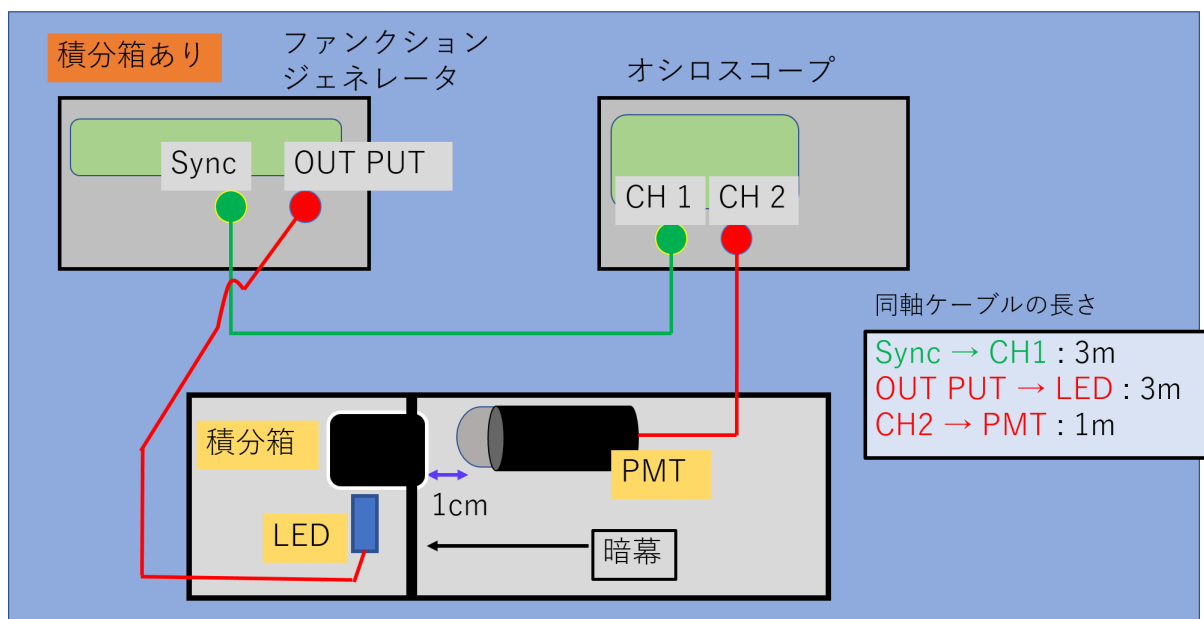 積分箱あり
ファンクション
ジェネレータ
オシロスコープ
Sync
OUT PUT
CH 1
CH 2
同軸ケーブルの長さ
Sync → CH1 : 3m
OUT PUT → LED : 3m
CH2 → PMT : 1m
積分箱
PMT
1cm
LED
暗幕